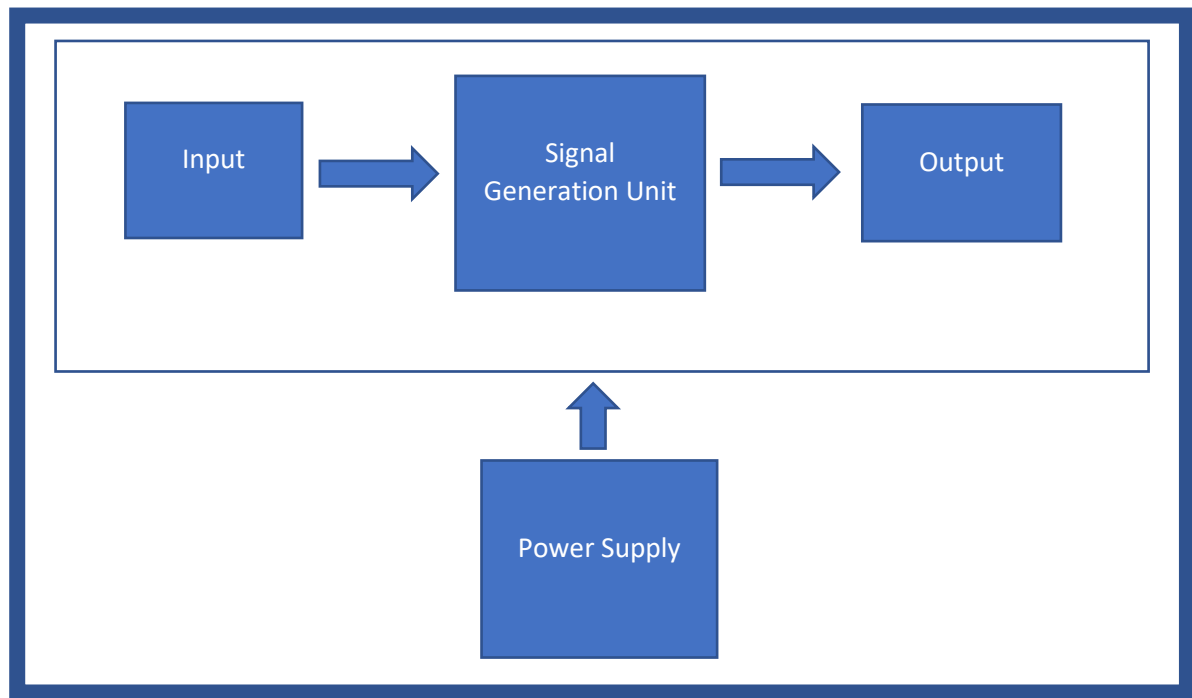 Input
Signal
Generation Unit
Output
Power Supply